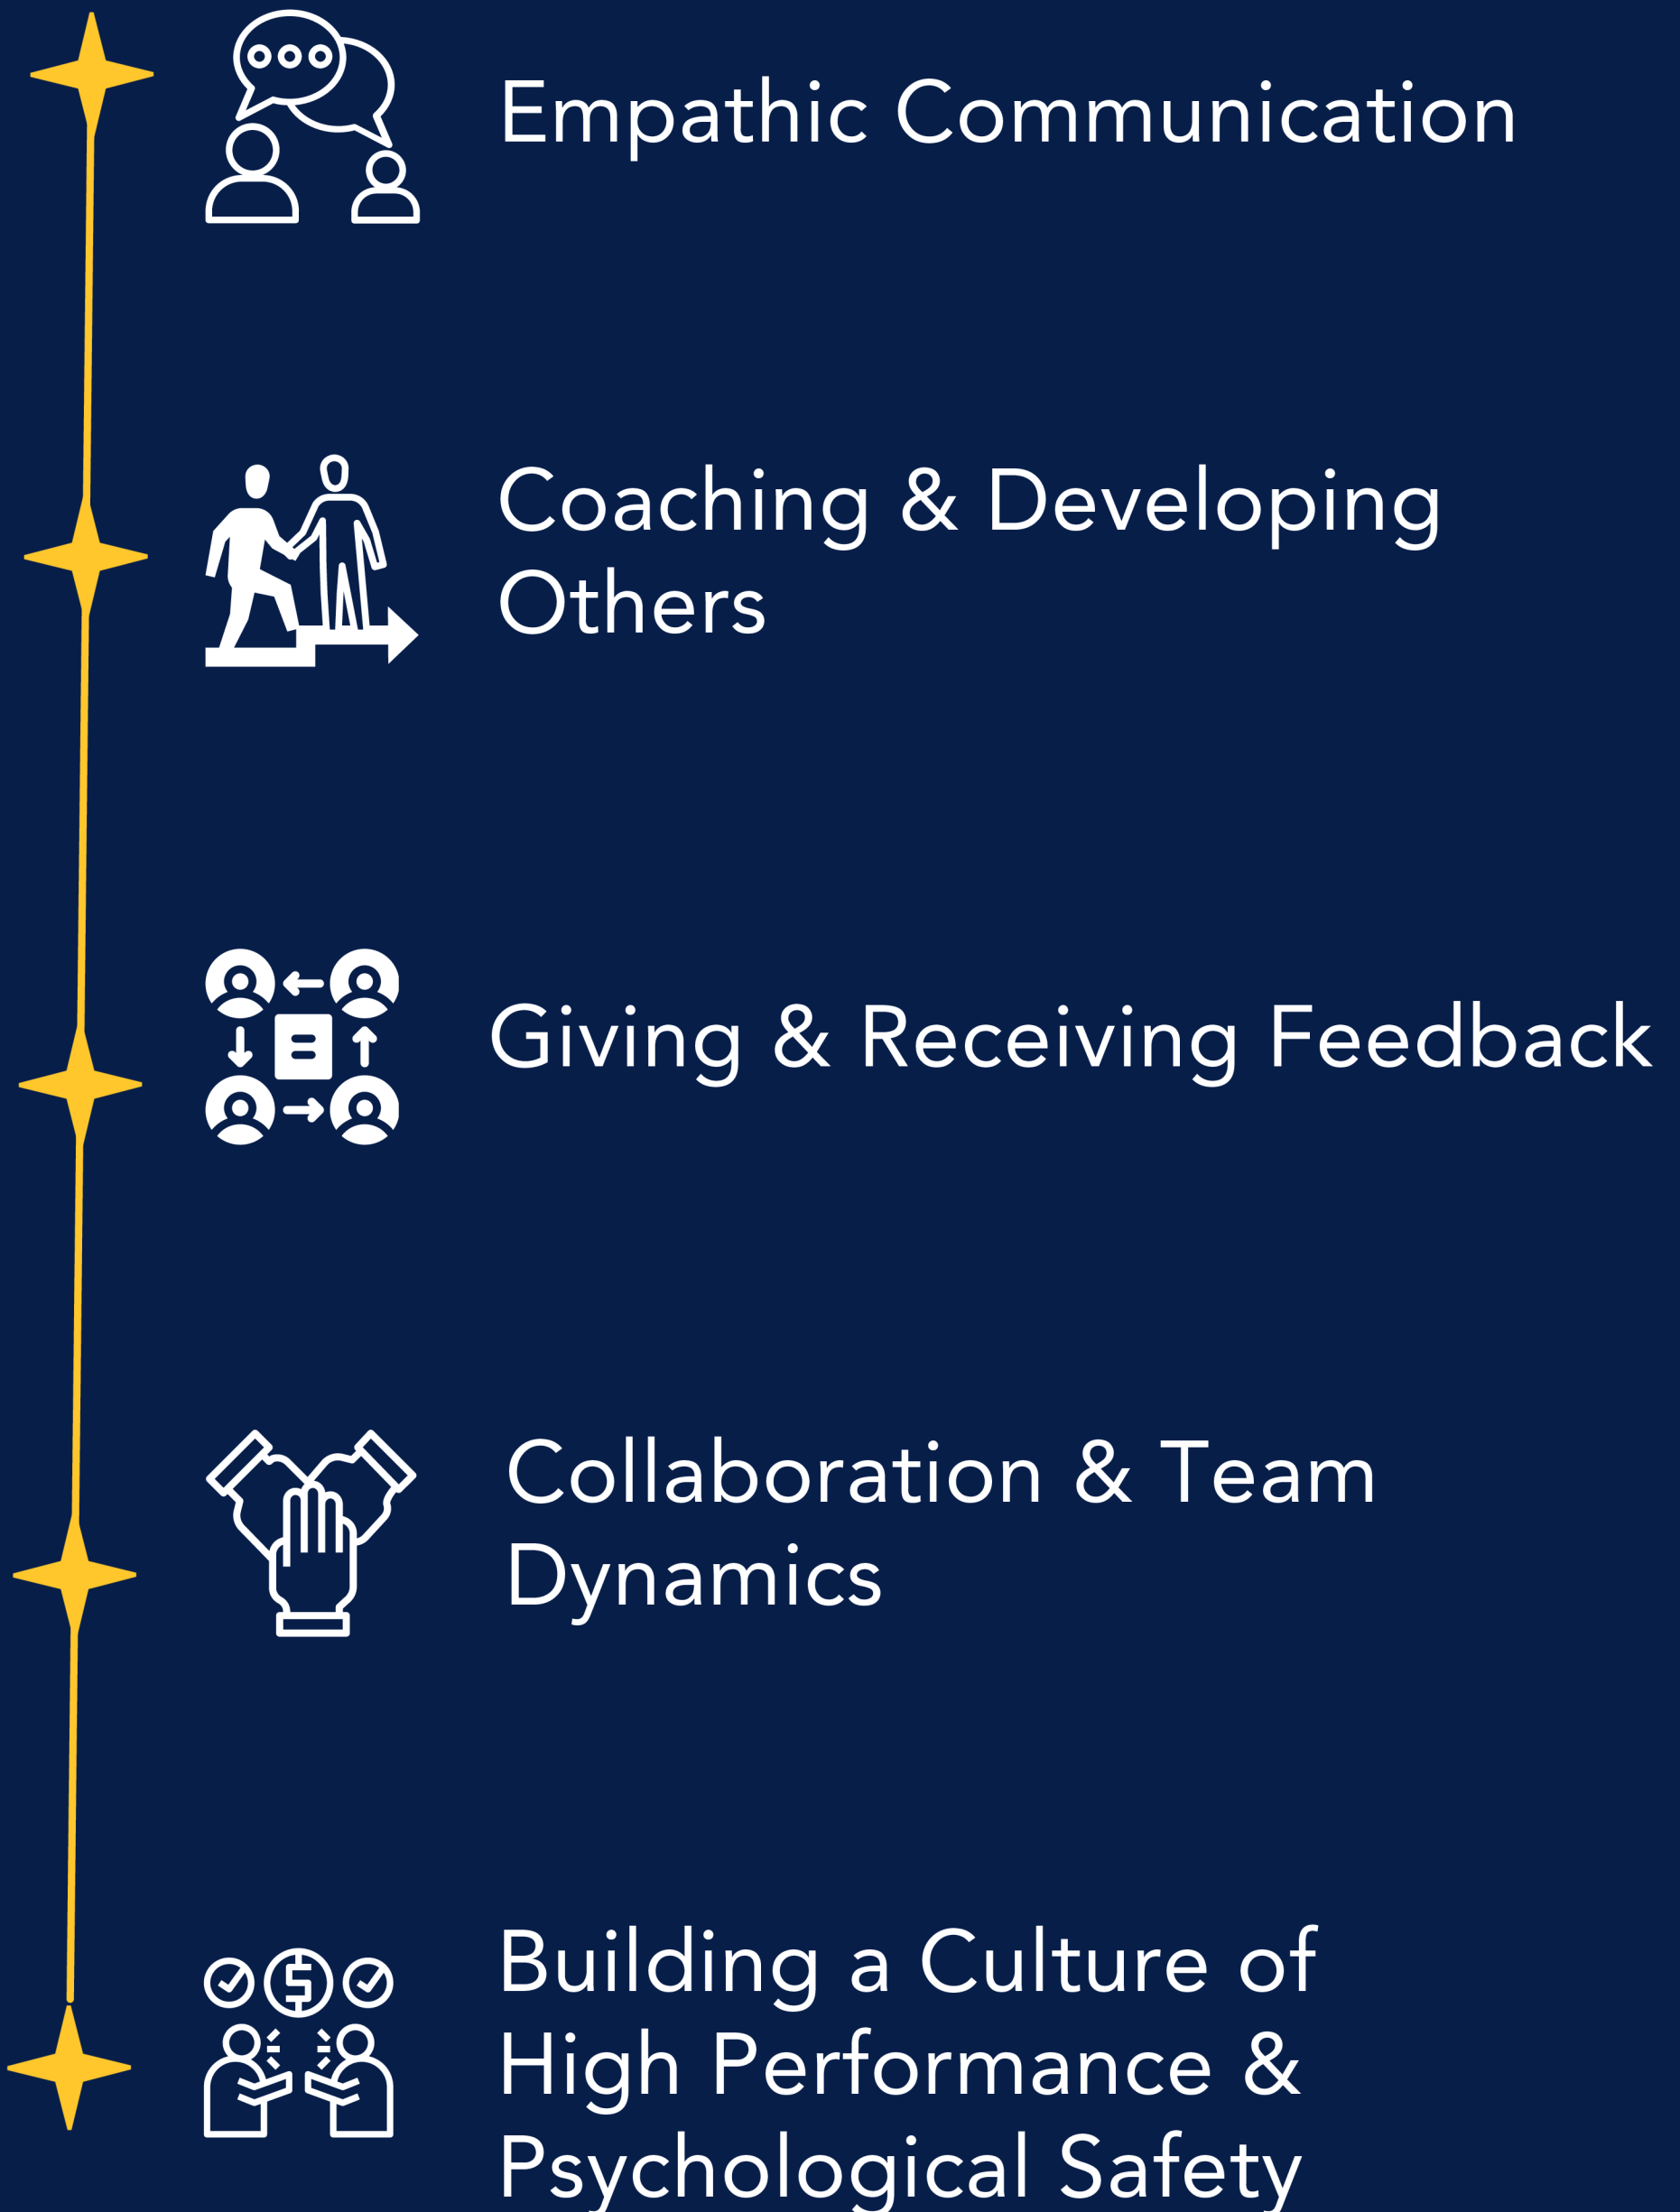 Empathic Communication
Coaching & Developing
Others
Giving & Receiving Feedback
Collaboration & Team
Dynamics
Building a Culture of
High Performance &
Psychological Safety